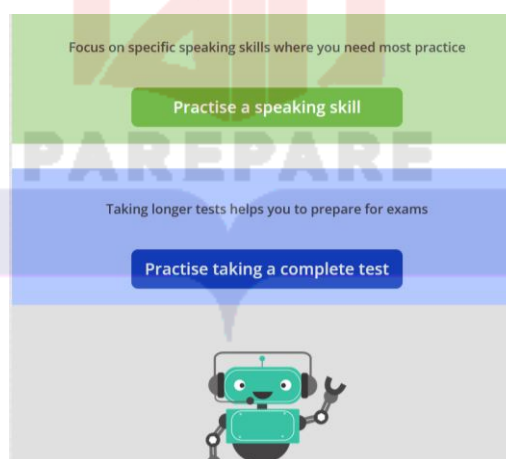 Focus on specific speaking skills where you need most practice
Practise a speaking skill
PAREPARE
Taking longer tests helps you to prepare for exams
Practise taking a complete test